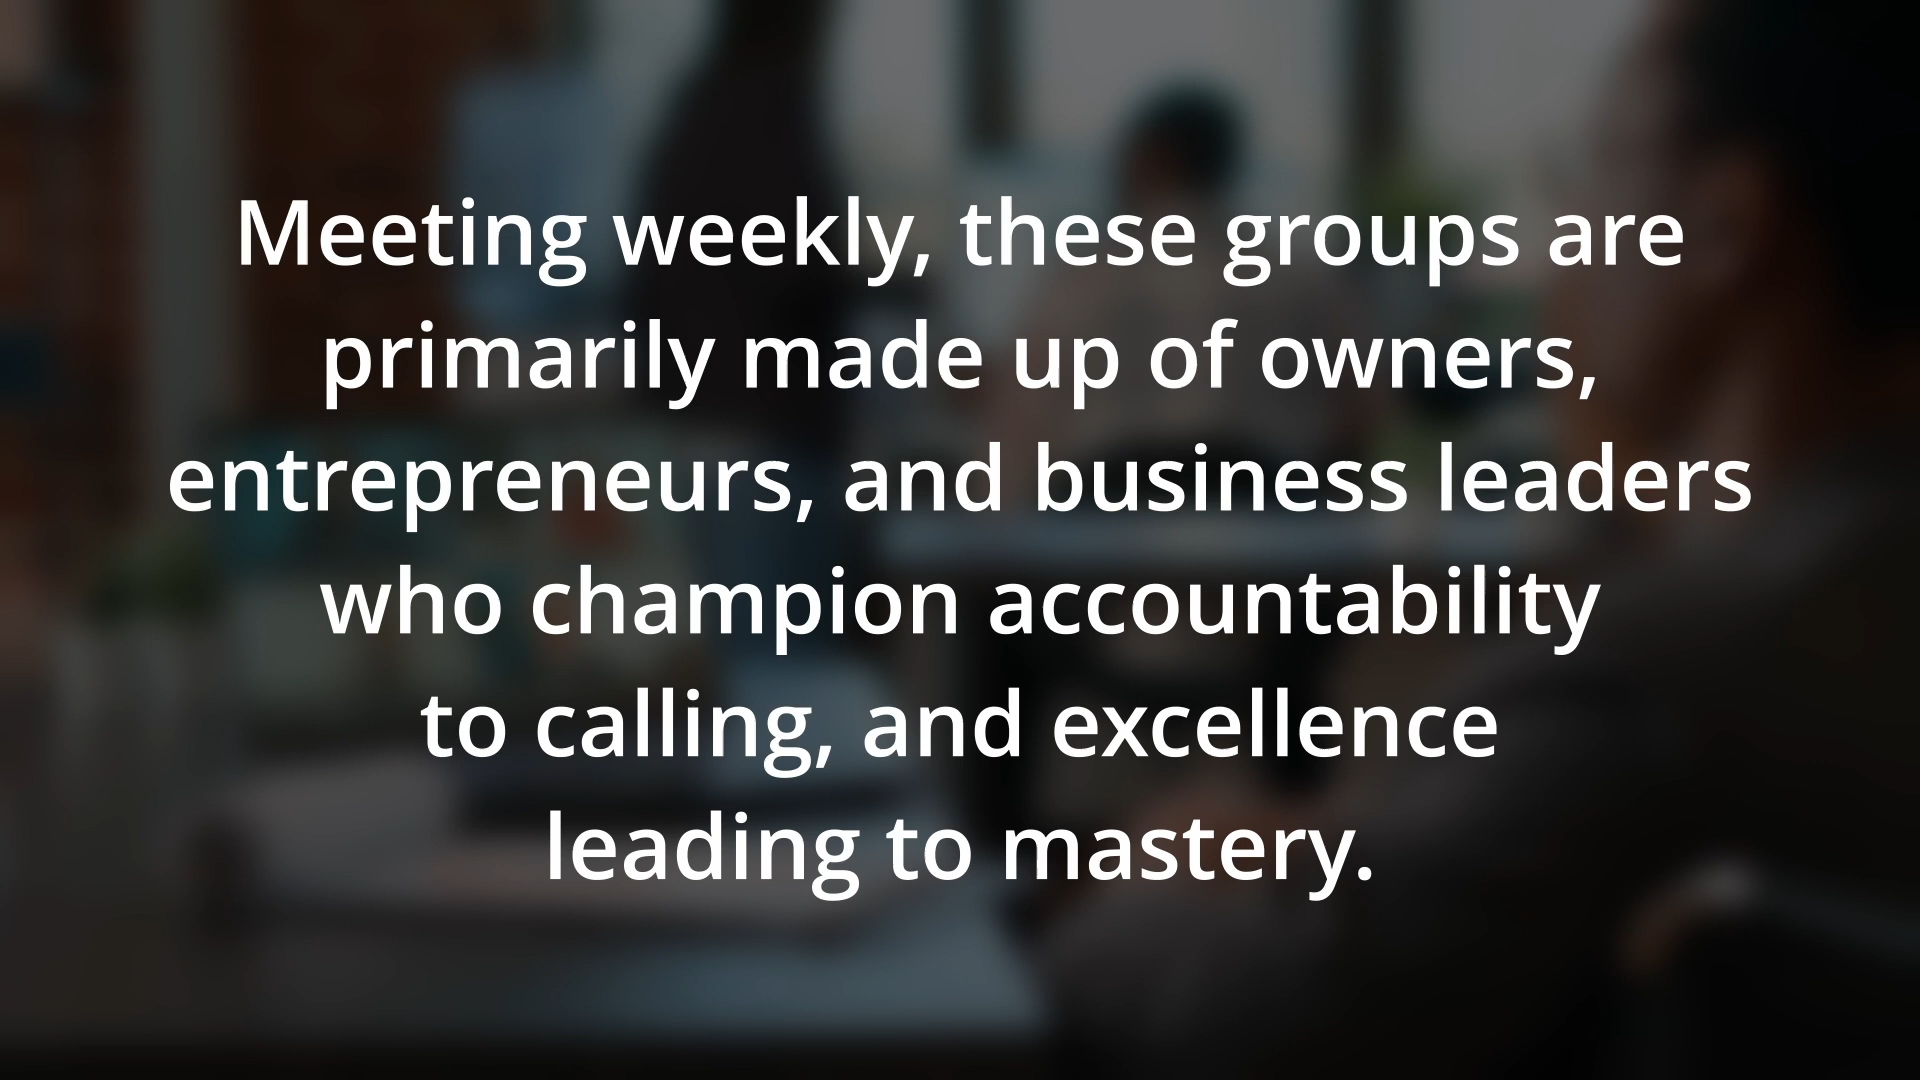 Meeting weekly, these groups are
primarily made up of owners,
entrepreneurs, and business leaders
who champion accountability
to calling, and excellence
leading to mastery.